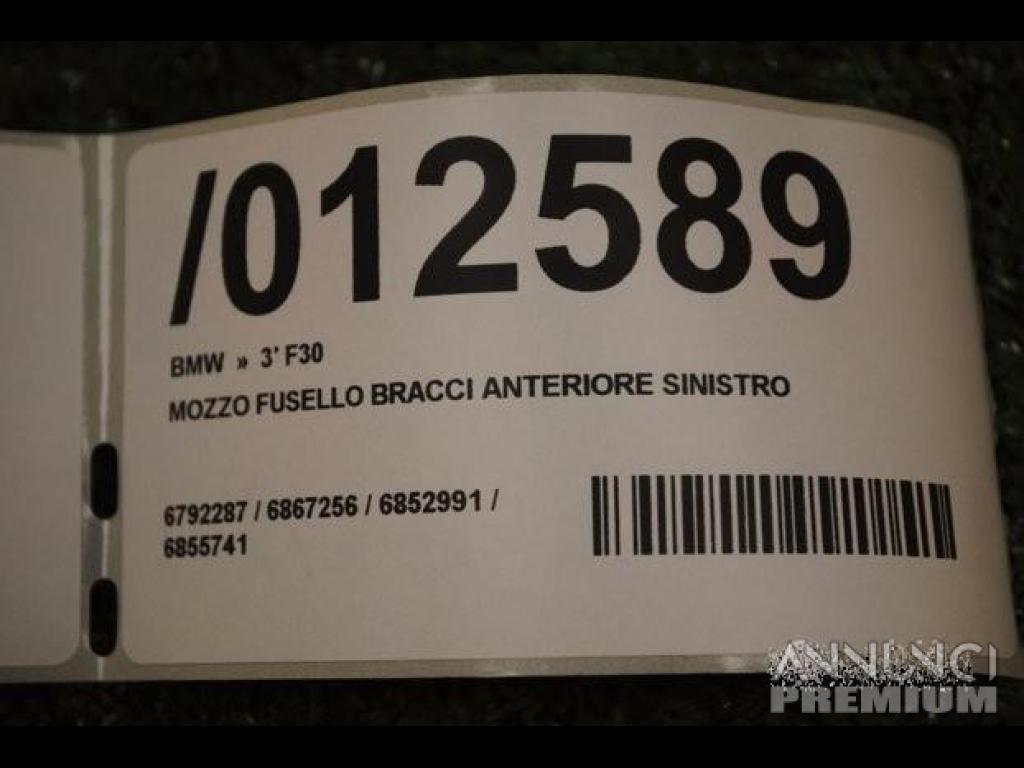 /012589
BMW » 3' F30
MOZZO FUSELLO BRACCI ANTERIORE SINISTRO
6792287 / 6867256 / 6852991 /
6855741
ANNUNCI
PREMIUM